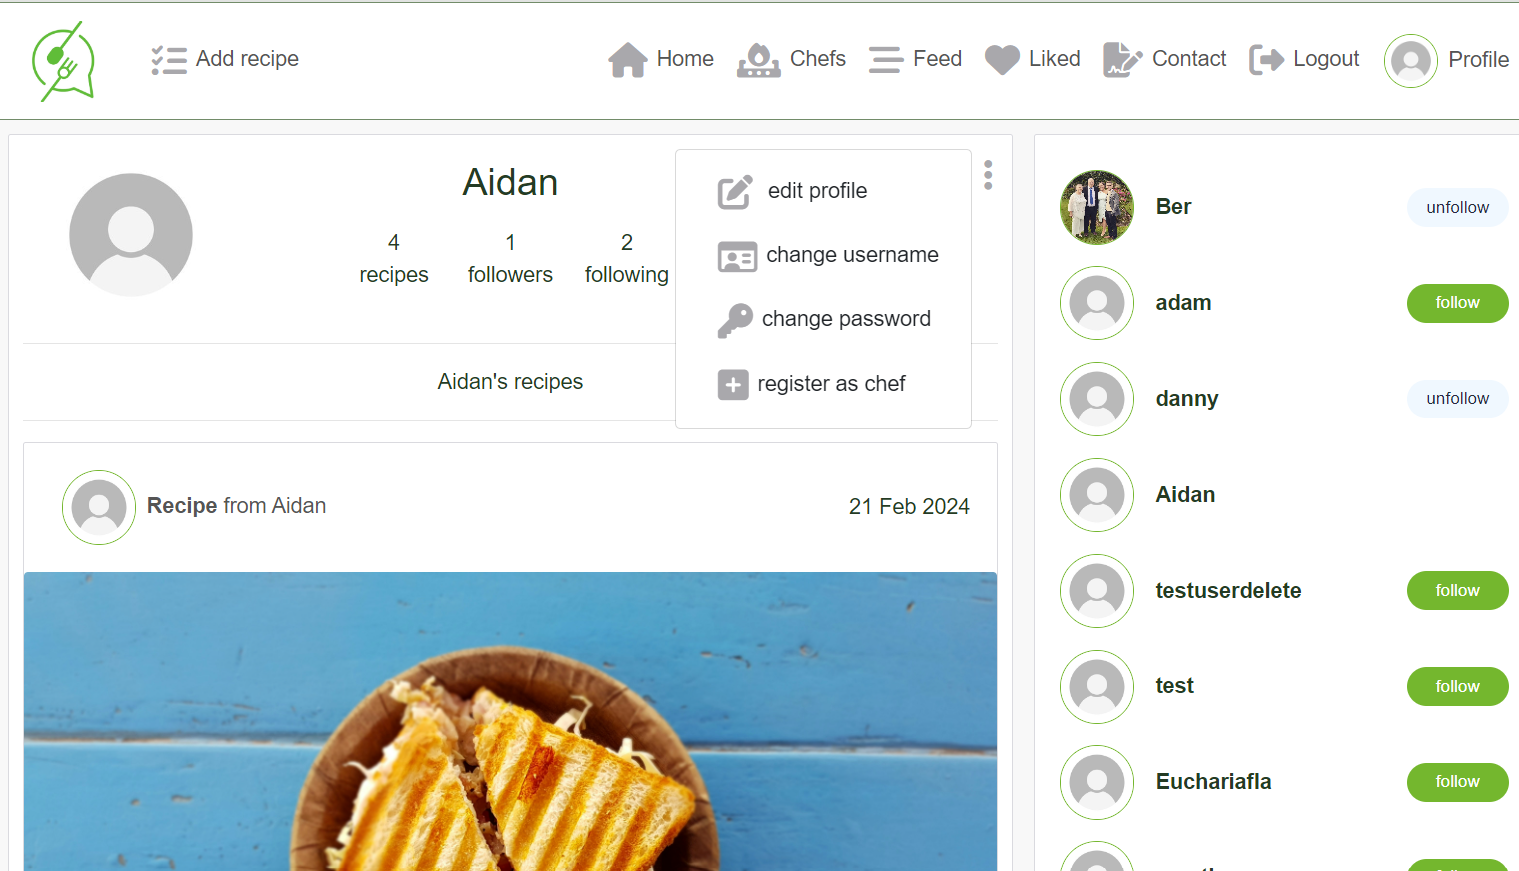 Add recipe
Home
Chefs
Feed
Liked
Contact
Logout
Profile
Aidan
4
recipes
1
followers
2
following
edit profile
change username
change password
register as chef
Aidan's recipes
Recipe from Aidan
21 Feb 2024
Ber
unfollow
adam
follow
danny
unfollow
Aidan
testuserdelete
follow
test
follow
Euchariafla
follow